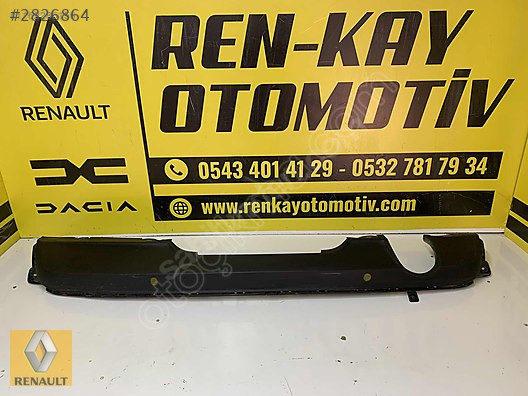 #2826864
REN-KAY
OTOMOTİV
RENAULT
0543 401 41 29 - 0532 781 79 34
DACIA
www.renkayotomotiv.com
RENAULT